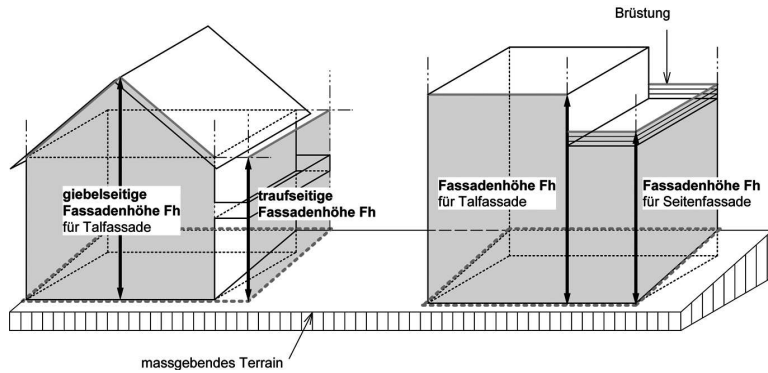 Brüstung
giebelseitige
Fassadenhöhe Fh
für Talfassade
traufseitige
Fassadenhöhe Fh
Fassadenhöhe Fh
für Talfassade
Fassadenhöhe Fh
für Seitenfassade
massgebendes Terrain